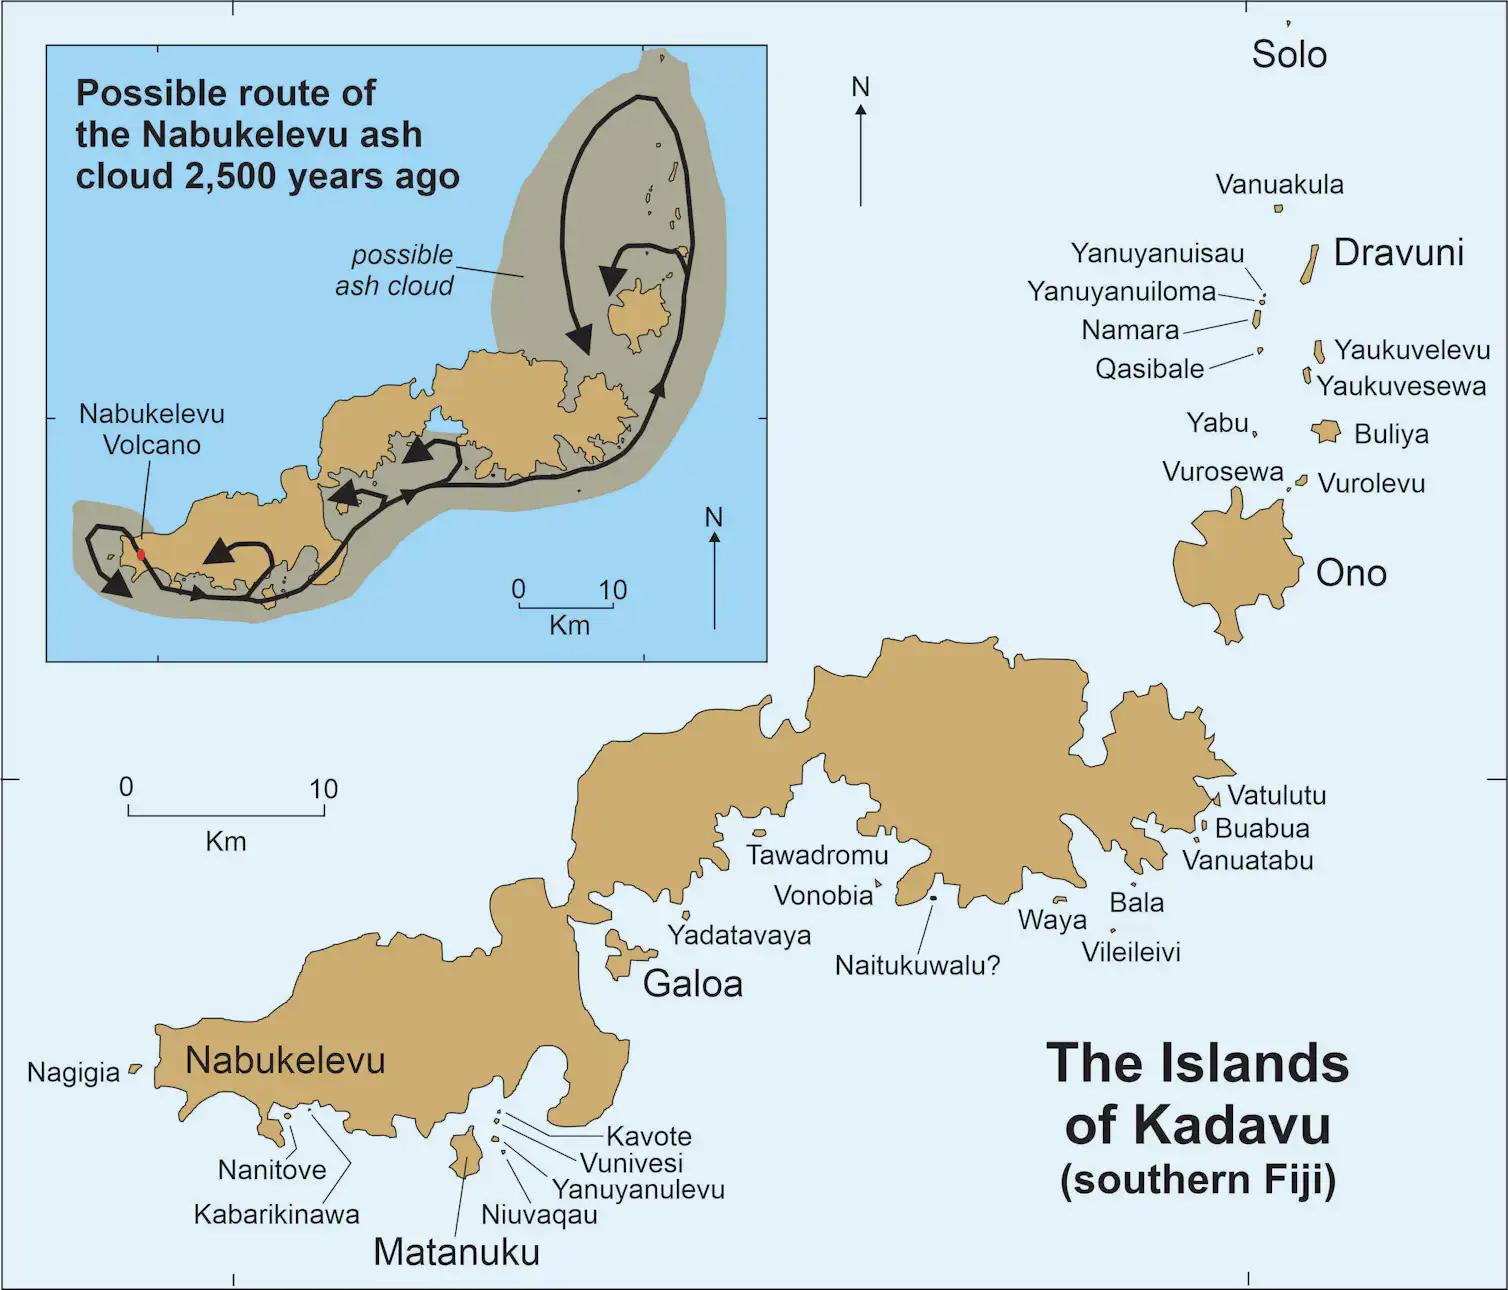 Possible route of
the Nabukelevu ash
cloud 2,500 years ago
possible
ash cloud
Nabukelevu
Volcano
N
0 10
Km
N
Solo
Vanuakula
Yanuyanuisau
Dravuni
Yanuyanuiloma
Namara
Qasibale
Yaukuvelevu
Yaukuvesewa
Yabu
Buliya
Vurosewa
Vurolevu
Ono
0 10
Km
Vatulutu
Buabua
Vanuatabu
Tawadromu
Vonobia
Bala
Waya
Vileileivi
Yadatavaya
Naitukuwalu?
Galoa
Nagigia
Nabukelevu
Kavote
Vunivesi
Yanuyanulevu
Niuvaqau
Nanitove
Kabarikinawa
Matanuku
The Islands
of Kadavu
(southern Fiji)